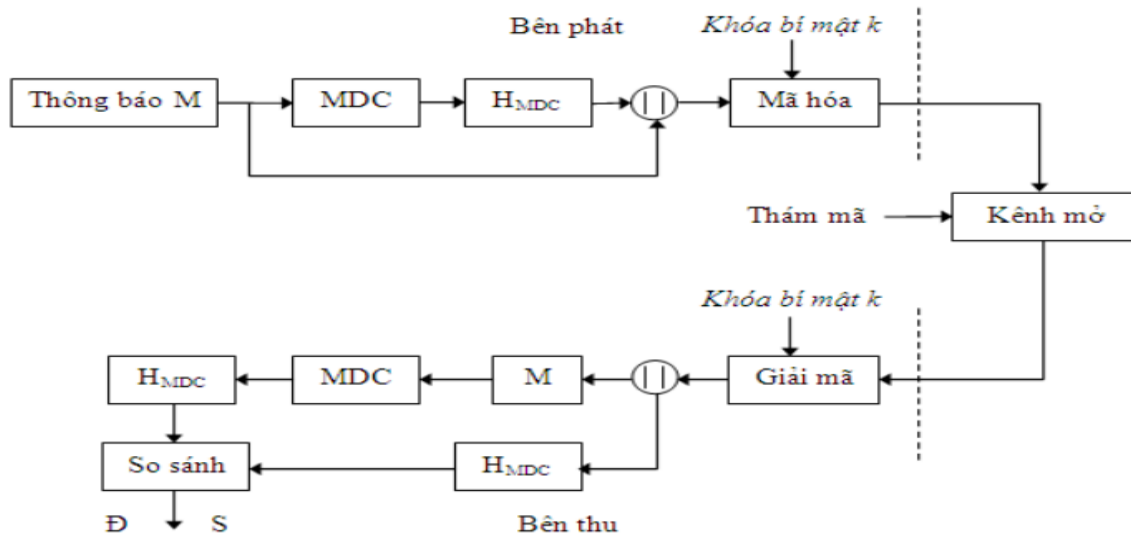 Bên phát
Khóa bí mật k
Thông báo M
MDC
HMDC
||
Mã hóa
Thám mã
Kênh mở
Khóa bí mật k
HMDC
MDC
M
||
Giải mã
So sánh
HMDC
Đ
S
Bên thu